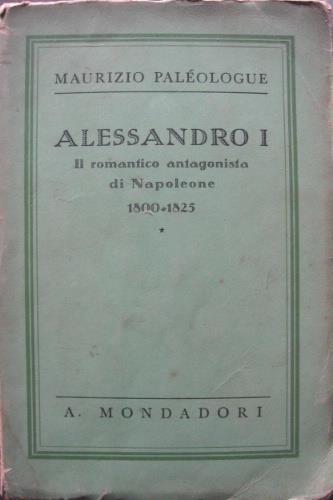 MAURIZIO PALÉOLOGUE
ALESSANDRO I
Il romantico antagonista
di Napoleone
1800-1825
*
A. MONDADORI